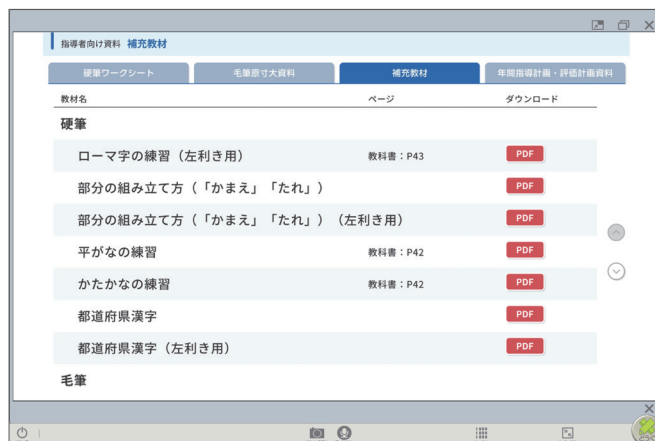 指導者向け資料 補充教材
硬筆ワークシート 毛筆原寸大資料 補充教材 年間指導計画・評価計画資料
教材名 ページ ダウンロード
硬筆
ローマ字の練習（左利き用） 教科書：P43 PDF
部分の組み立て方（「かまえ」「たれ」） PDF
部分の組み立て方（「かまえ」「たれ」）（左利き用） PDF
平がなの練習 教科書：P42 PDF
かたかなの練習 教科書：P42 PDF
都道府県漢字 PDF
都道府県漢字（左利き用） PDF
毛筆